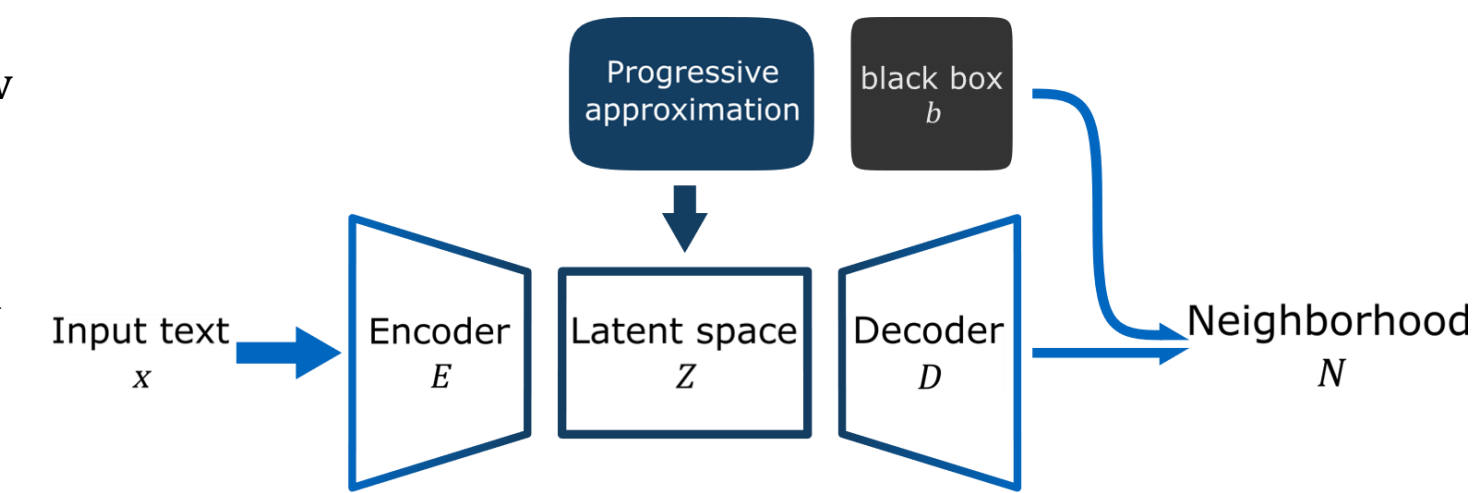 Progressive
approximation
black box
b
Input text
x
Encoder
E
Latent space
Z
Decoder
D
Neighborhood
N